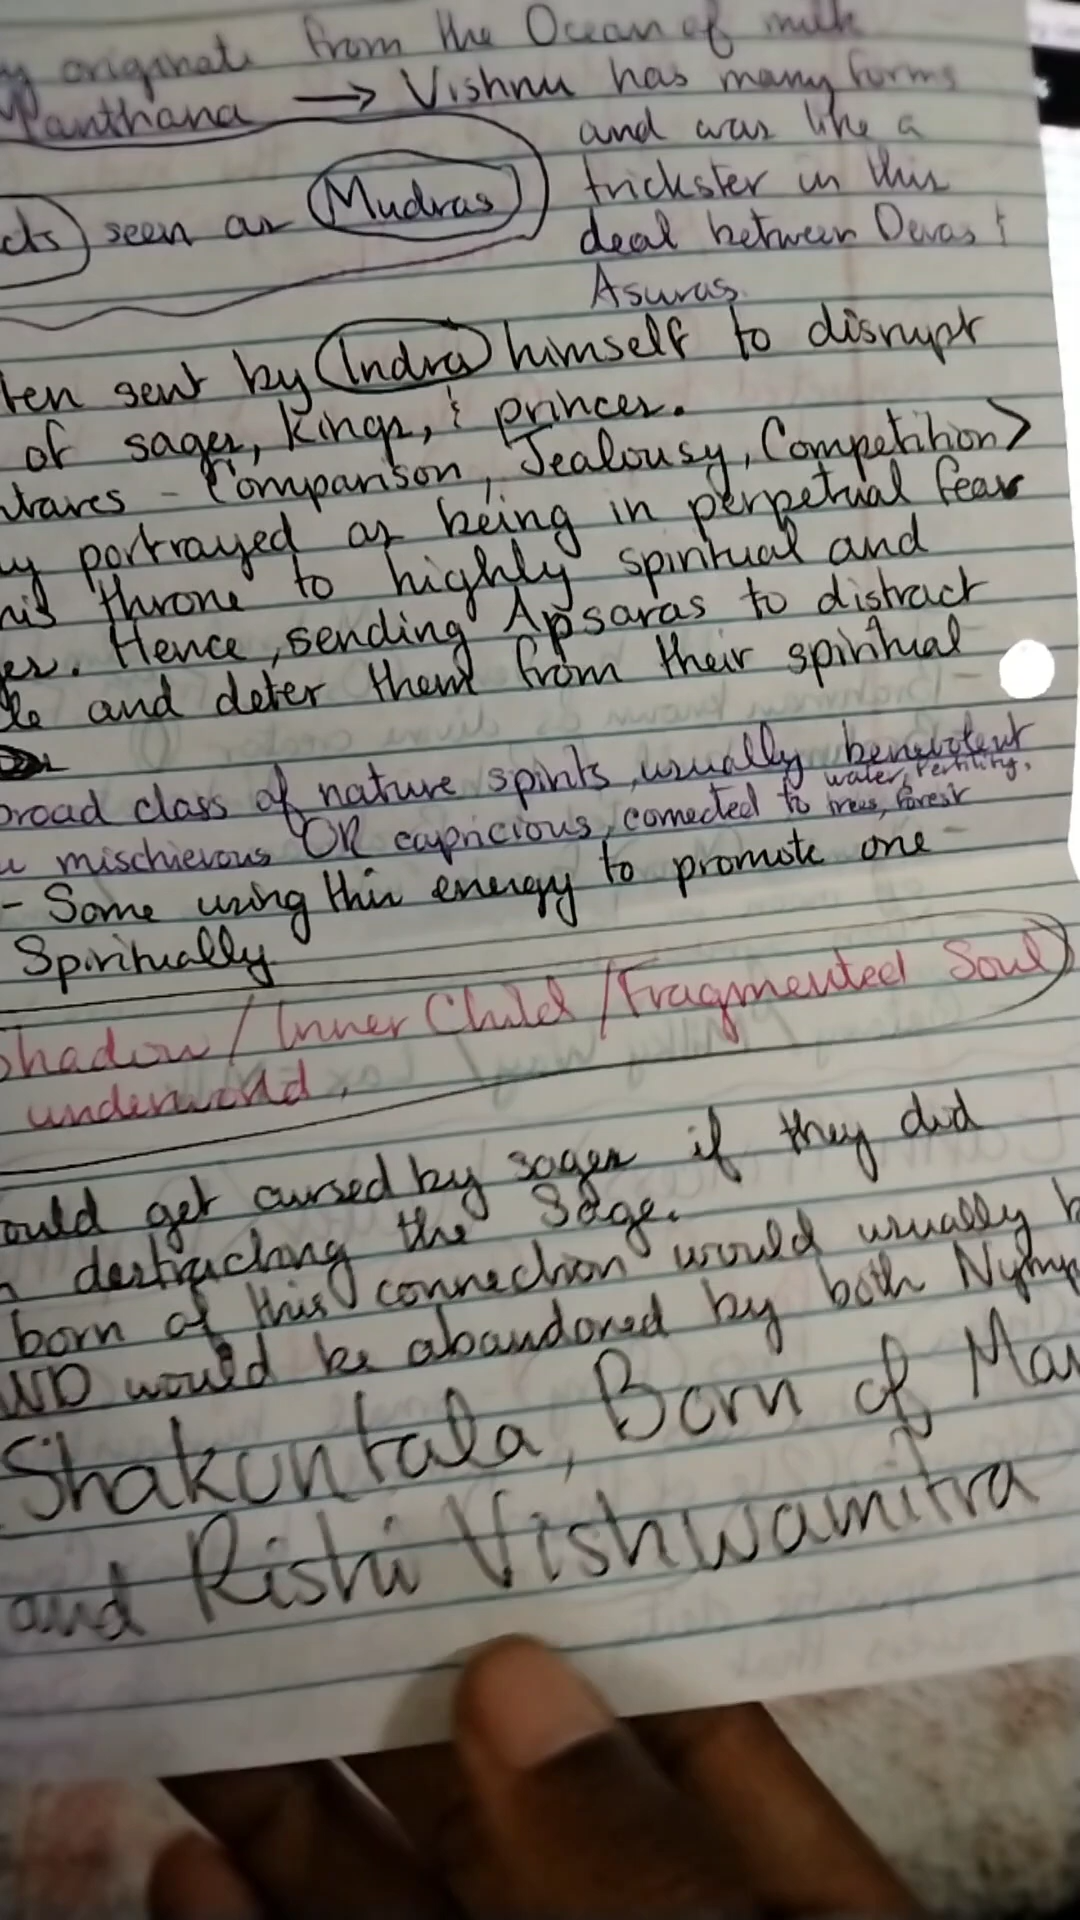 originate from the Ocean of milk
Manthana → Vishnu has many forms
and was like a
trickster in this
deal between Devas &
Asuras.
seen as Mudras
sent by Indra himself to disrupt
of sages, Kings, & princes.
- Comparison, Jealousy, Competition>
portrayed as being in perpetual fear
throne to highly spiritual and
Hence, sending Apsaras to distract
and deter them from their spiritual
broad class of nature spirits, usually benevolent
water, Fertility,
mischievous OR capricious, connected to trees, Forest
- Some using this energy to promote one
Spiritually
Shadow/Inner Child/Fragmented Soul
underworld,
ould get cursed by sages if they did
distracting the Sage.
born of this connection would usually b
ND would be abandoned by both Nymp
Shakuntala, Born of
and Rishi Vishwamitra